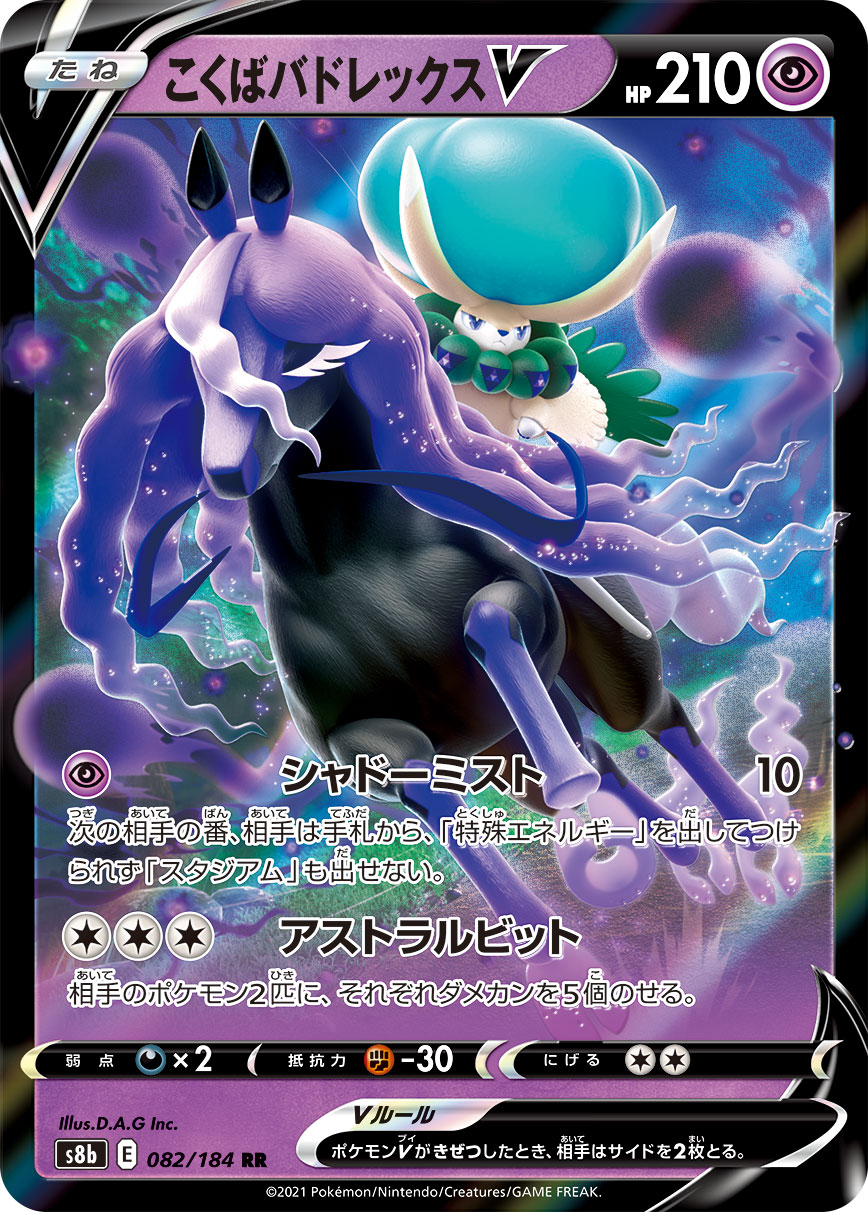 たね
こくばバドレックスV
HP 210
シャドーミスト 10
次の相手の番、相手は手札から、「特殊エネルギー」を出してつけ
られず「スタジアム」も出せない。
アストラルビット
相手のポケモン2匹に、それぞれダメカンを5個のせる。
弱点 ×2 抵抗力 -30 にげる
Illus.D.A.G Inc.
Vルール
ポケモンVがきぜつしたとき、相手はサイドを2枚とる。
s8b E 082/184 RR
©2021 Pokémon/Nintendo/Creatures/GAME FREAK.